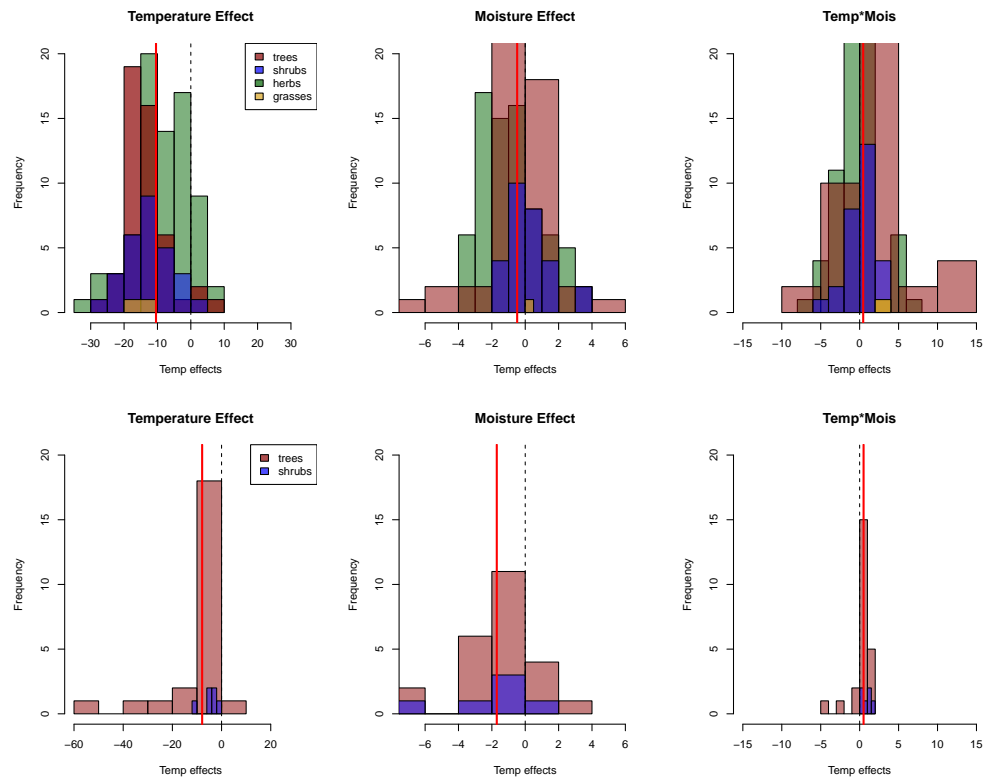 Temperature Effect
Moisture Effect
Temp*Mois
trees
shrubs
herbs
grasses
Frequency
0 5 10 15 20
−30 −20 −10 0 10 20 30
Temp effects
Frequency
0 5 10 15 20
−6 −4 −2 0 2 4 6
Temp effects
Frequency
0 5 10 15 20
−15 −10 −5 0 5 10 15
Temp effects
Temperature Effect
Moisture Effect
Temp*Mois
trees
shrubs
Frequency
0 5 10 15 20
−60 −40 −20 0 20
Temp effects
Frequency
0 5 10 15 20
−6 −4 −2 0 2 4 6
Temp effects
Frequency
0 5 10 15 20
−15 −10 −5 0 5 10 15
Temp effects